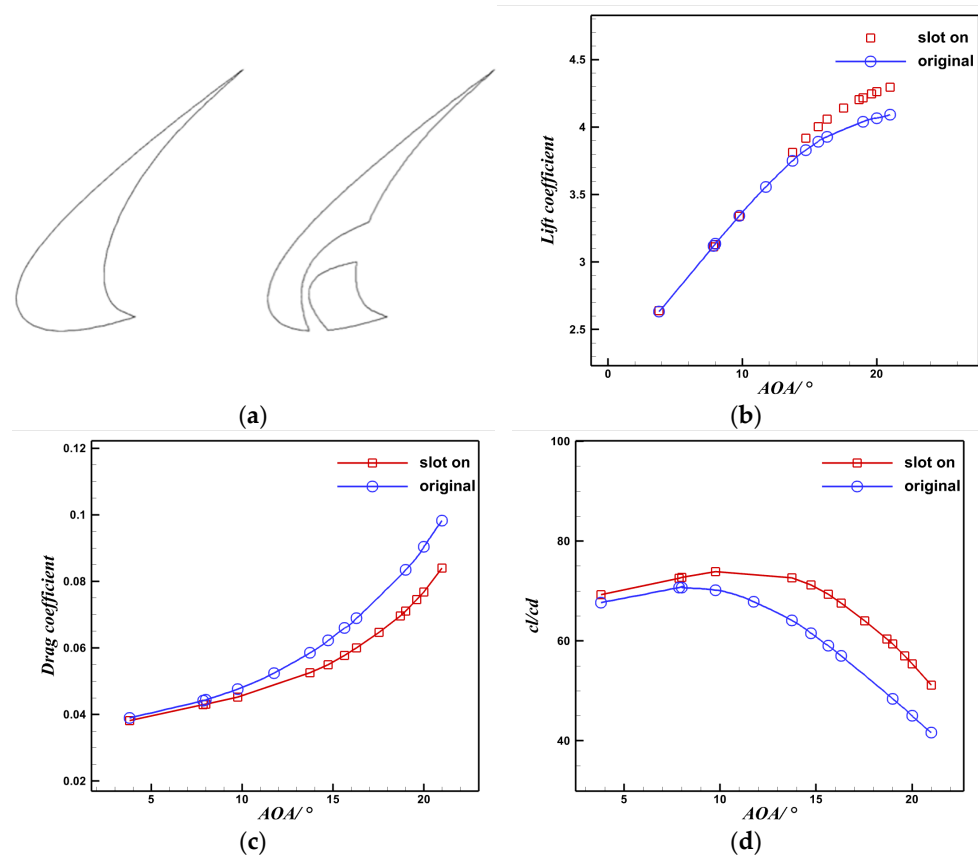 (a)
slot on
original
4.5
4
3.5
3
2.5
0
10
20
Lift coefficient
AOA/ °
(b)
slot on
original
0.12
0.1
0.08
0.06
0.04
0.02
5
10
15
20
Drag coefficient
AOA/ °
(c)
slot on
original
100
80
60
40
5
10
15
20
cl/cd
AOA/ °
(d)